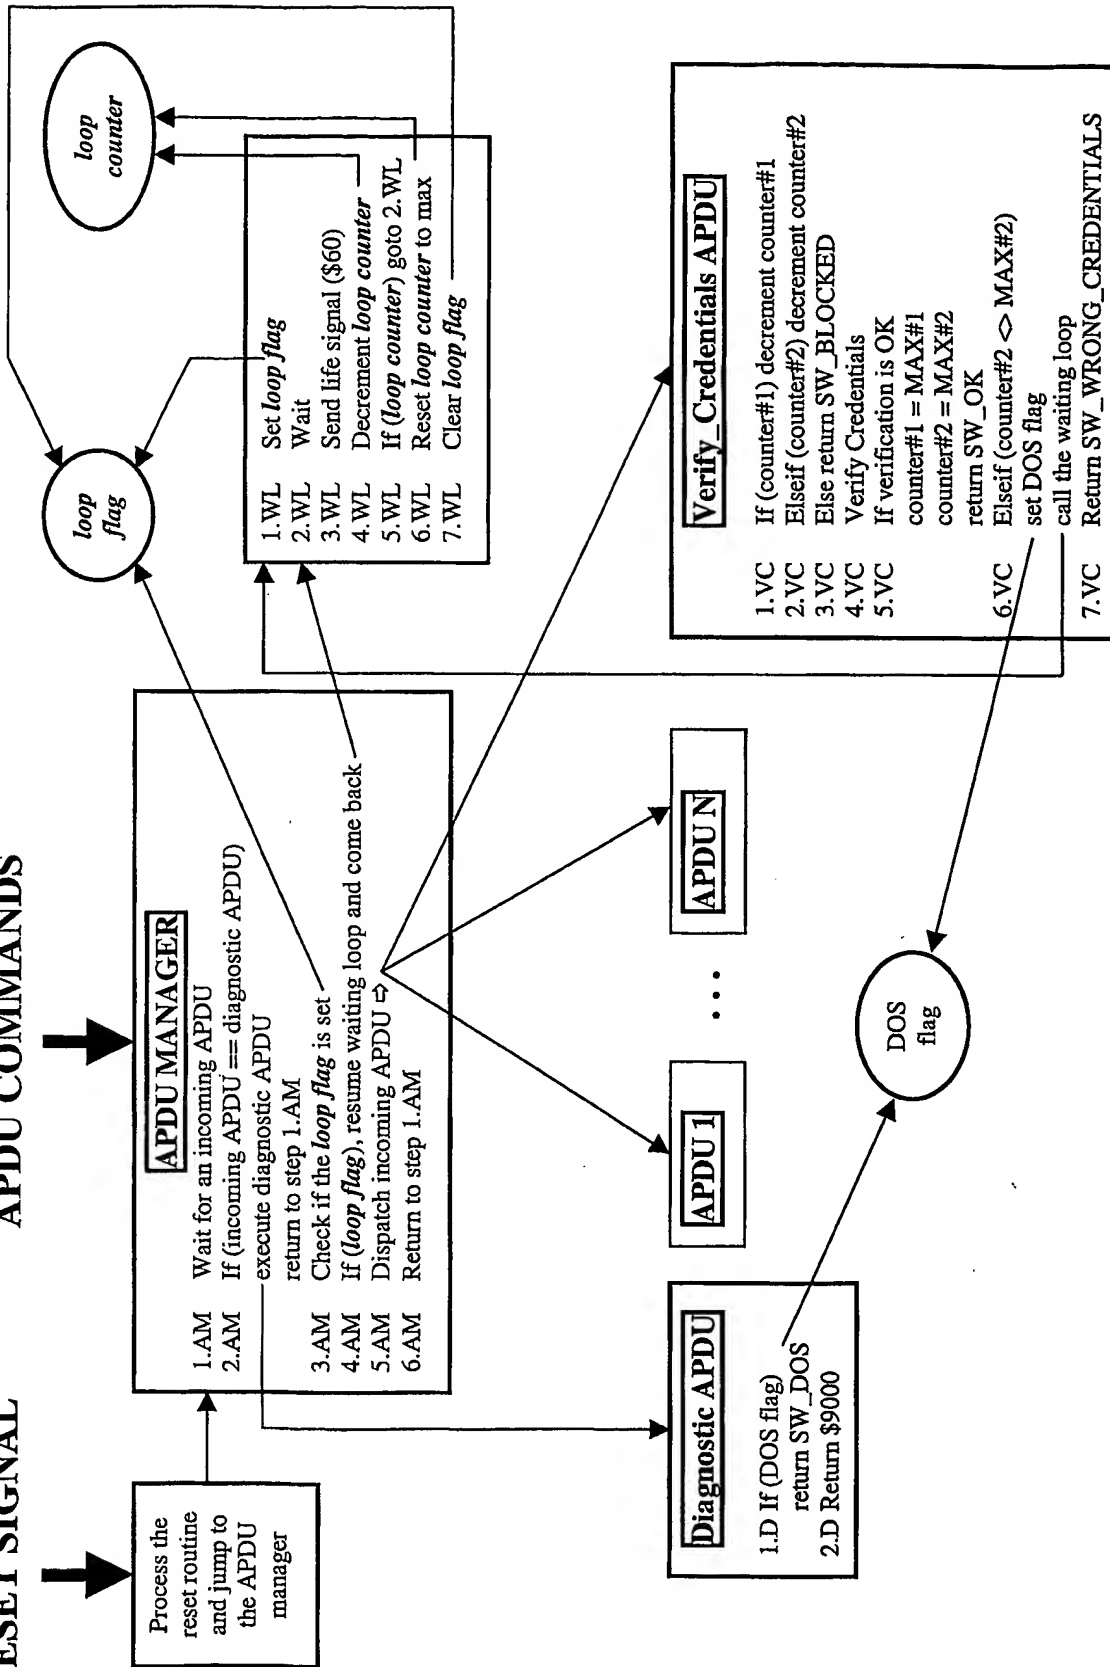 ESET SIGNAL
APDU COMMANDS
Process the
reset routine
and jump to
the APDU
manager
APDU MANAGER
1.AM Wait for an incoming APDU
2.AM If (incoming APDU == diagnostic APDU)
execute diagnostic APDU
return to step 1.AM
3.AM Check if the loop flag is set
4.AM If (loop flag), resume waiting loop and come back
5.AM Dispatch incoming APDU ⇨
6.AM Return to step 1.AM
loop
flag
loop
counter
1.WL Set loop flag
2.WL Wait
3.WL Send life signal ($60)
4.WL Decrement loop counter
5.WL If (loop counter) goto 2.WL
6.WL Reset loop counter to max
7.WL Clear loop flag
Diagnostic APDU
1.D If (DOS flag)
return SW_DOS
2.D Return $9000
APDU 1
...
APDU N
DOS
flag
Verify_Credentials APDU
1.VC If (counter#1) decrement counter#1
2.VC Elseif (counter#2) decrement counter#2
3.VC Else return SW_BLOCKED
4.VC Verify Credentials
5.VC If verification is OK
counter#1 = MAX#1
counter#2 = MAX#2
return SW_OK
6.VC Elseif (counter#2 <> MAX#2)
set DOS flag
call the waiting loop
7.VC Return SW_WRONG_CREDENTIALS